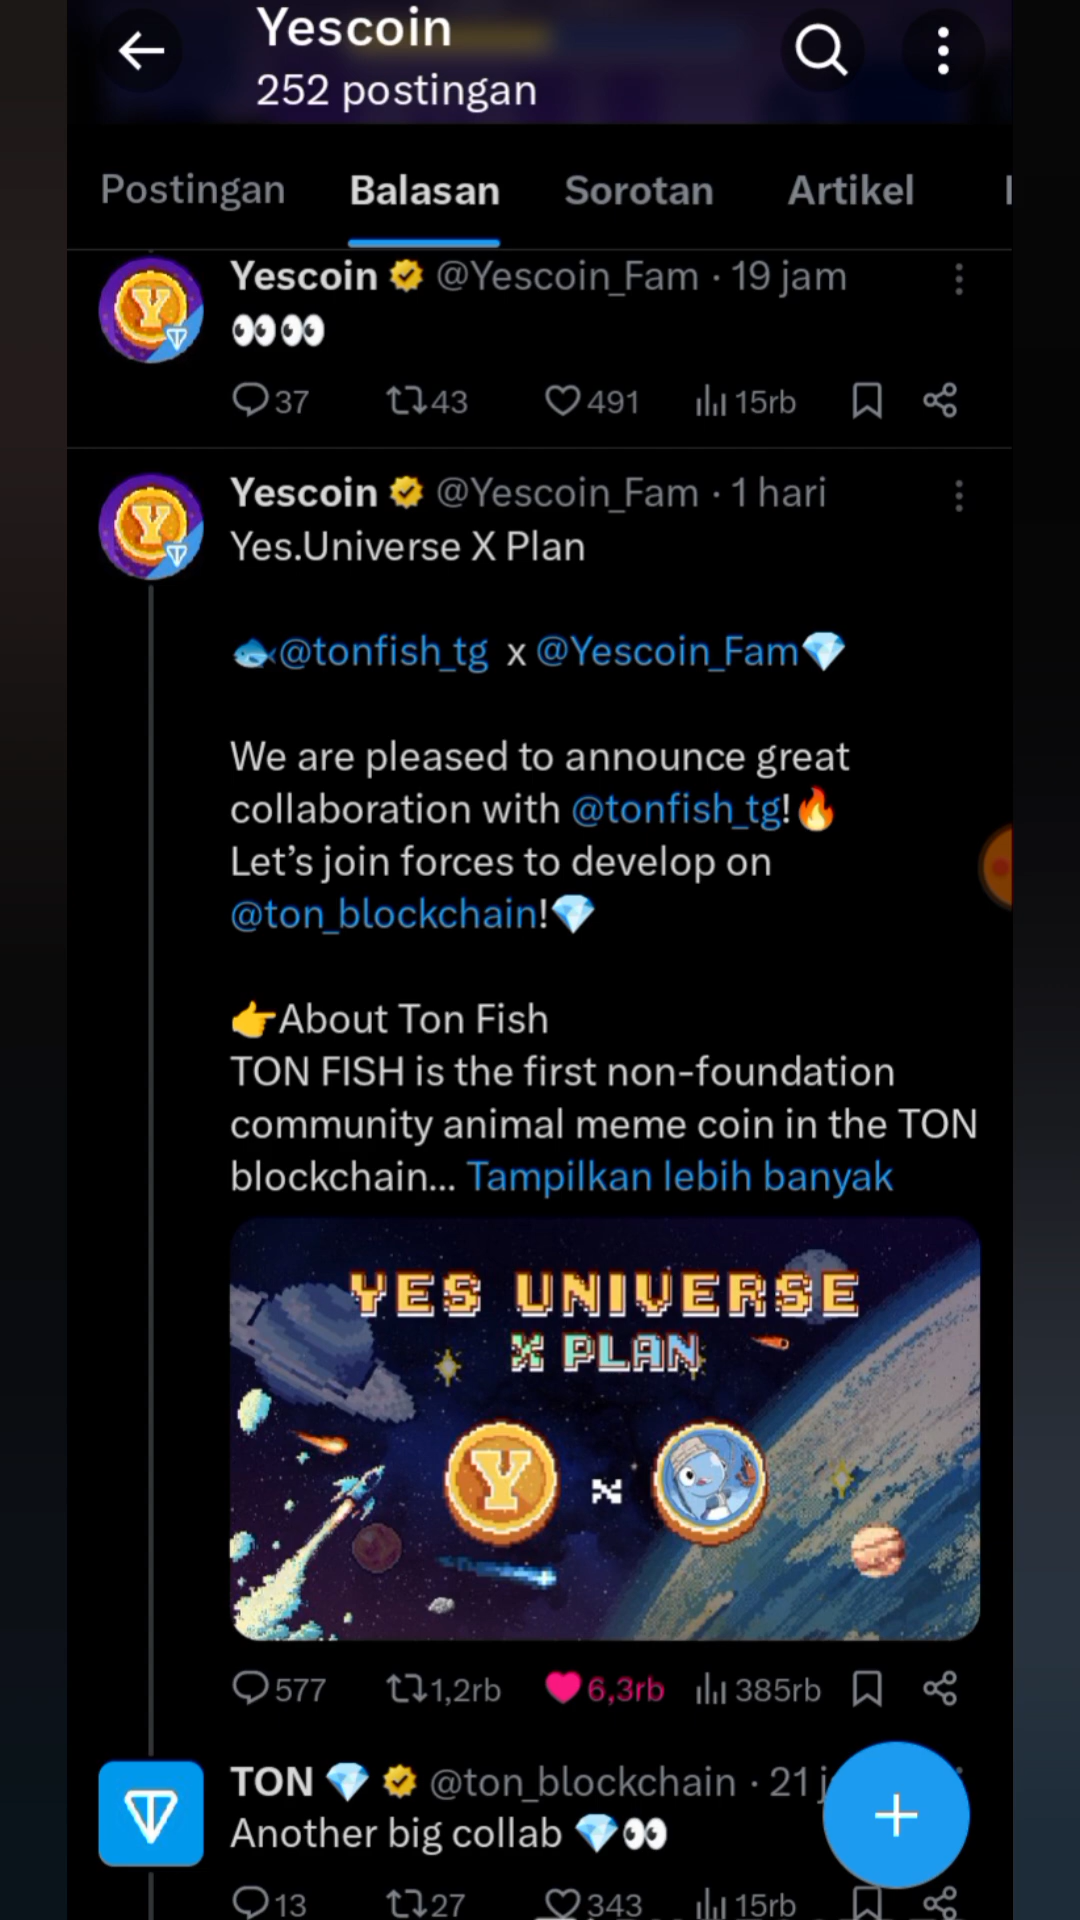 Yescoin
252 postingan
Postingan Balasan Sorotan Artikel
Yescoin @Yescoin_Fam · 19 jam
👀👀
37 43 491 15rb
Yescoin @Yescoin_Fam · 1 hari
Yes.Universe X Plan
🐟@tonfish_tg x @Yescoin_Fam💎
We are pleased to announce great
collaboration with @tonfish_tg!🔥
Let’s join forces to develop on
@ton_blockchain!💎
👉About Ton Fish
TON FISH is the first non-foundation
community animal meme coin in the TON
blockchain... Tampilkan lebih banyak
YES UNIVERSE
X PLAN
Y x
577 1,2rb 6,3rb 385rb
TON 💎 @ton_blockchain · 21 j
Another big collab 💎👀
13 27 343 15rb